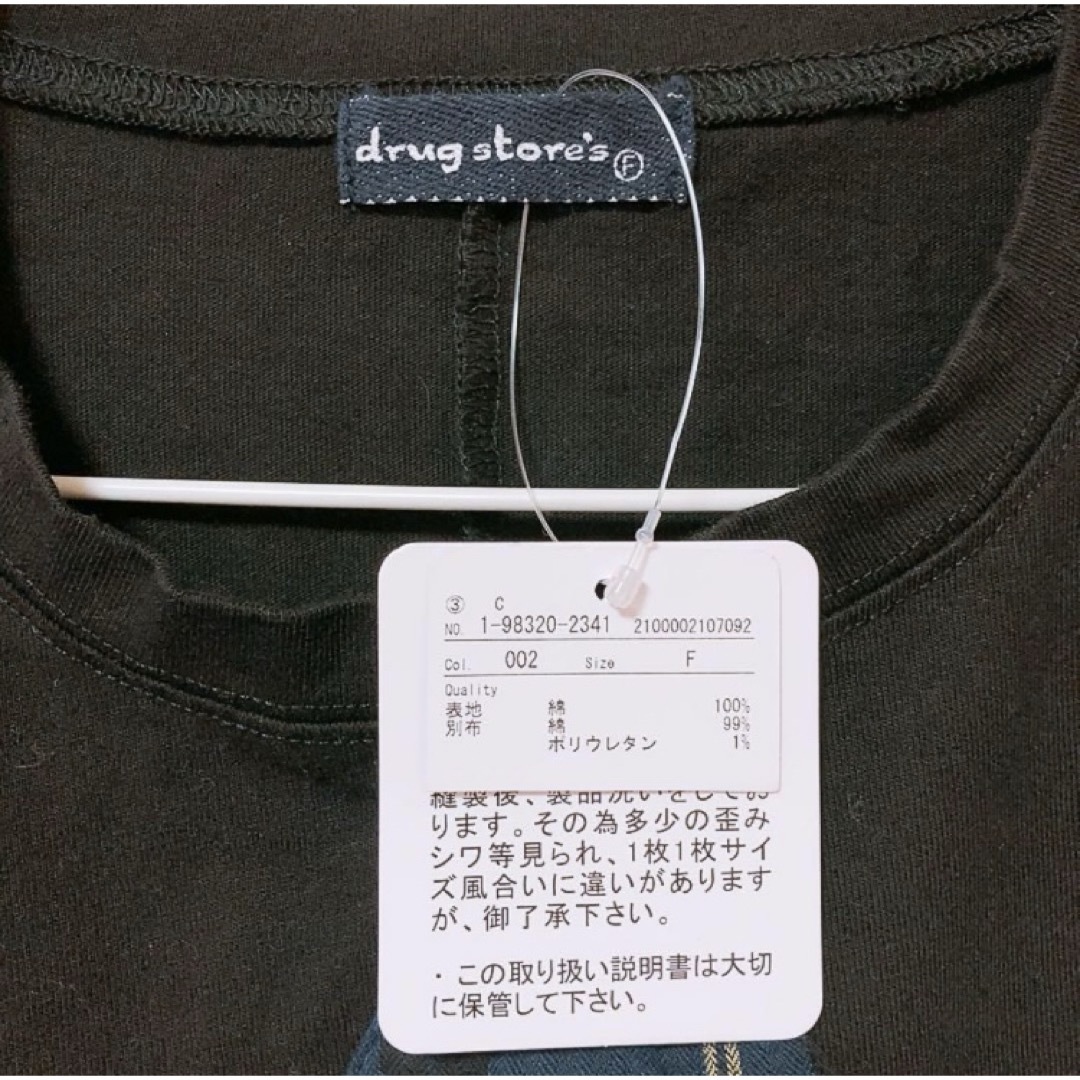 drug store's F
③ C
NO. 1-98320-2341 2100002107092
Col. 002 Size F
Quality
表地 綿 100%
別布 綿 99%
ポリウレタン 1%
縫製後、製品洗いをしてお
ります。その為多少の歪み
シワ等見られ、1枚1枚サイ
ズ風合いに違いがあります
が、御了承下さい。
・この取り扱い説明書は大切
に保管して下さい。